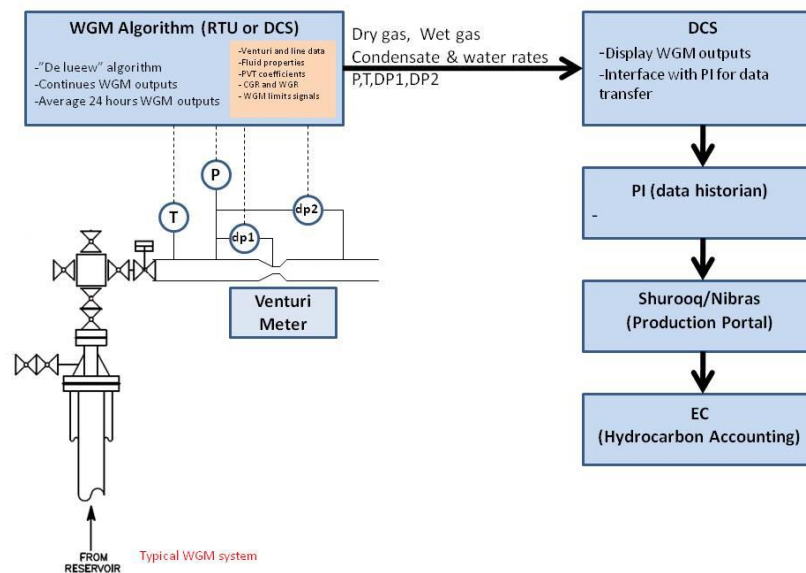 WGM Algorithm (RTU or DCS)
-"De lueew" algorithm
-Continues WGM outputs
-Average 24 hours WGM outputs
-Venturi and line data
-Fluid properties
-PVT coefficients
-CGR and WGR
-WGM limits signals
Dry gas, Wet gas
Condensate & water rates
P,T,DP1,DP2
DCS
-Display WGM outputs
-Interface with PI for data
transfer
PI (data historian)
-
Shurooq/Nibras
(Production Portal)
EC
(Hydrocarbon Accounting)
T
P
dp1
dp2
Venturi
Meter
FROM
RESERVOIR
Typical WGM system